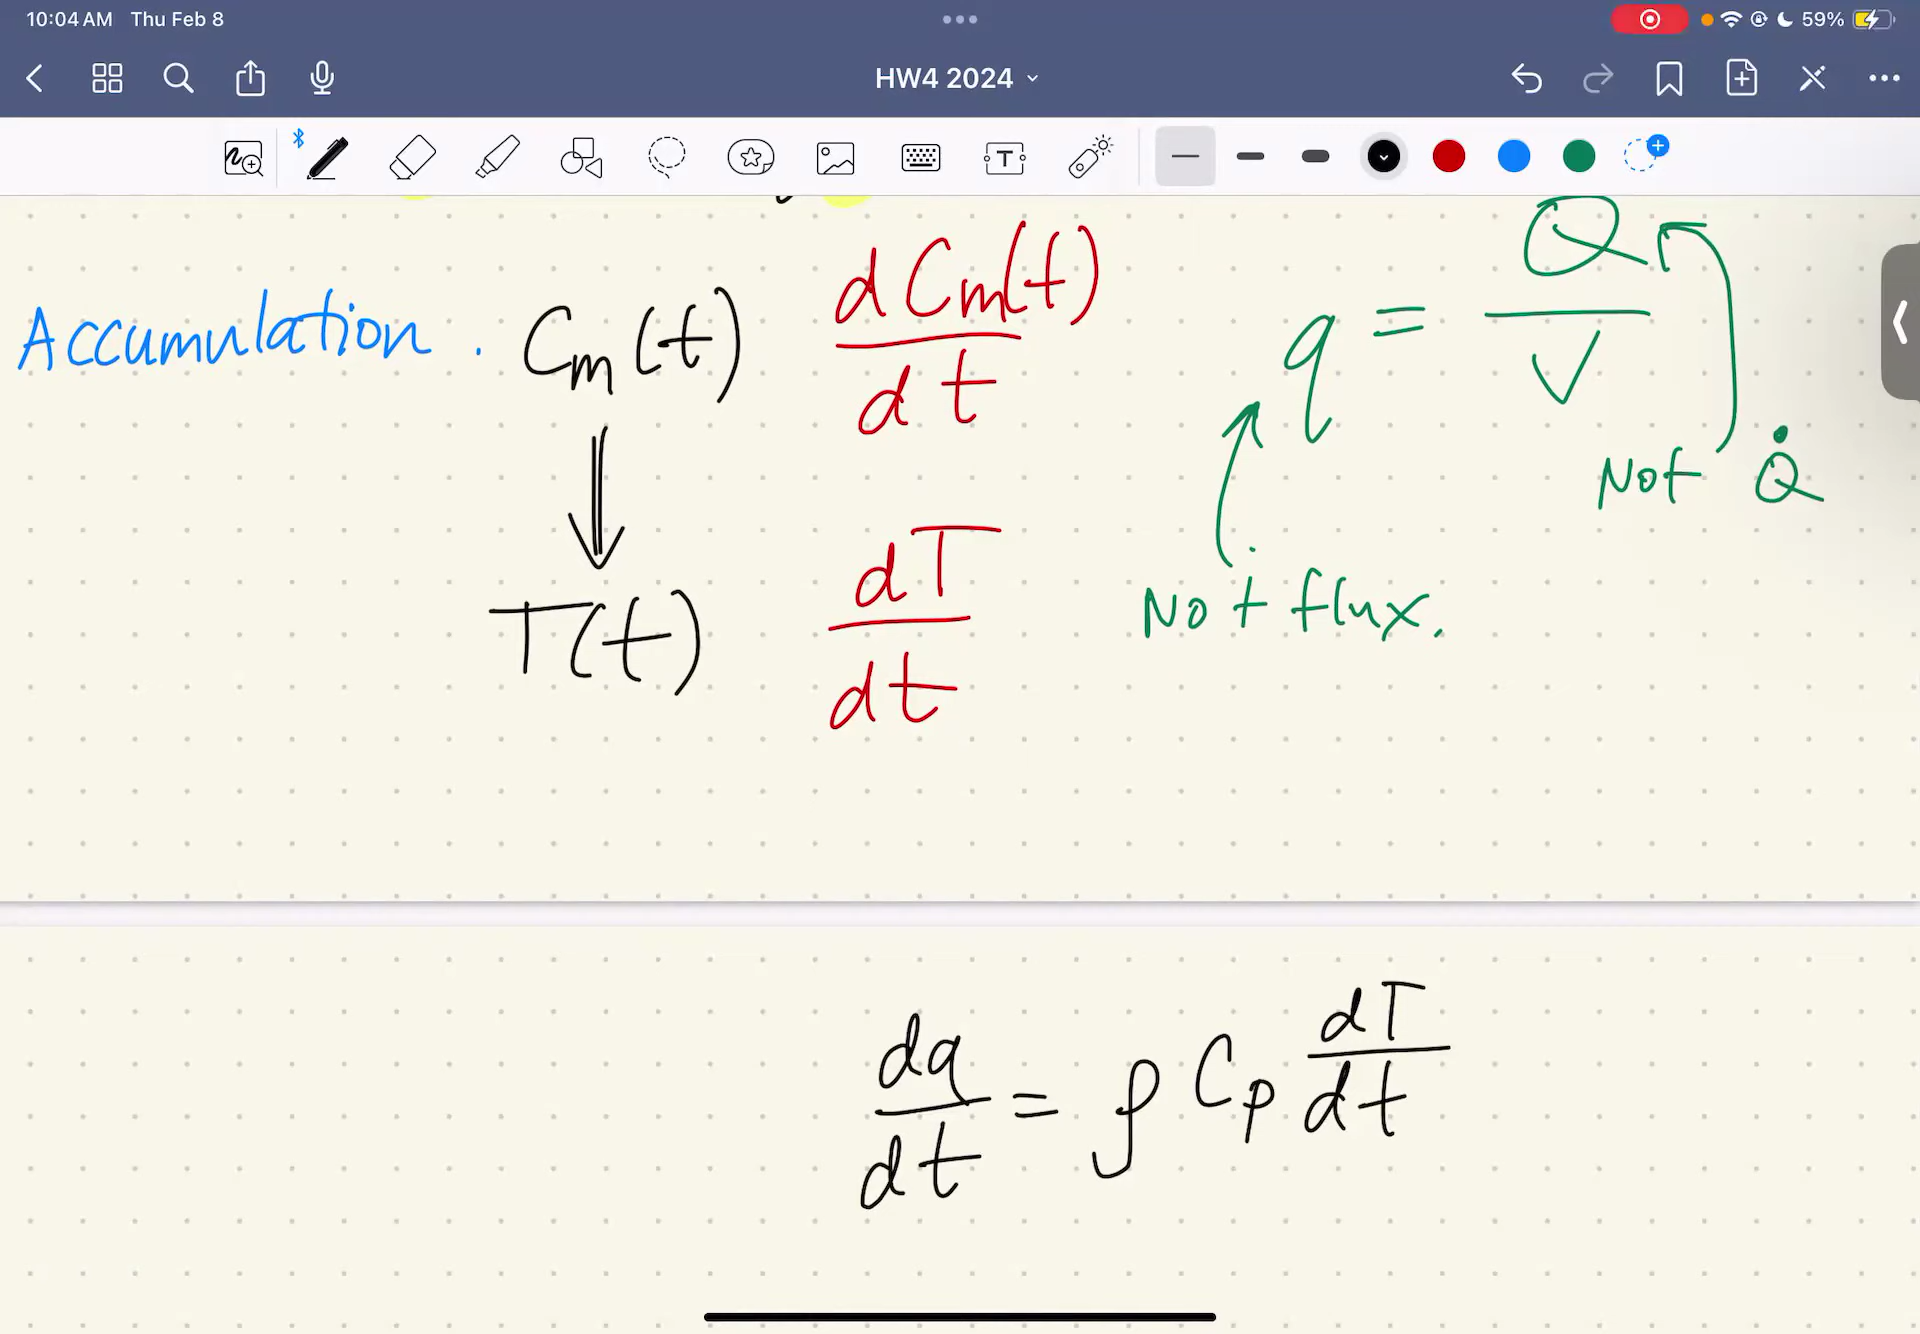 10:04 AM Thu Feb 8
59%
HW4 2024
T
Accumulation . Cm(t) dCm(t)/dt
q = Q/V
Not Q̇
T(t) dT/dt
Not flux.
dq/dt = ρ Cp dT/dt